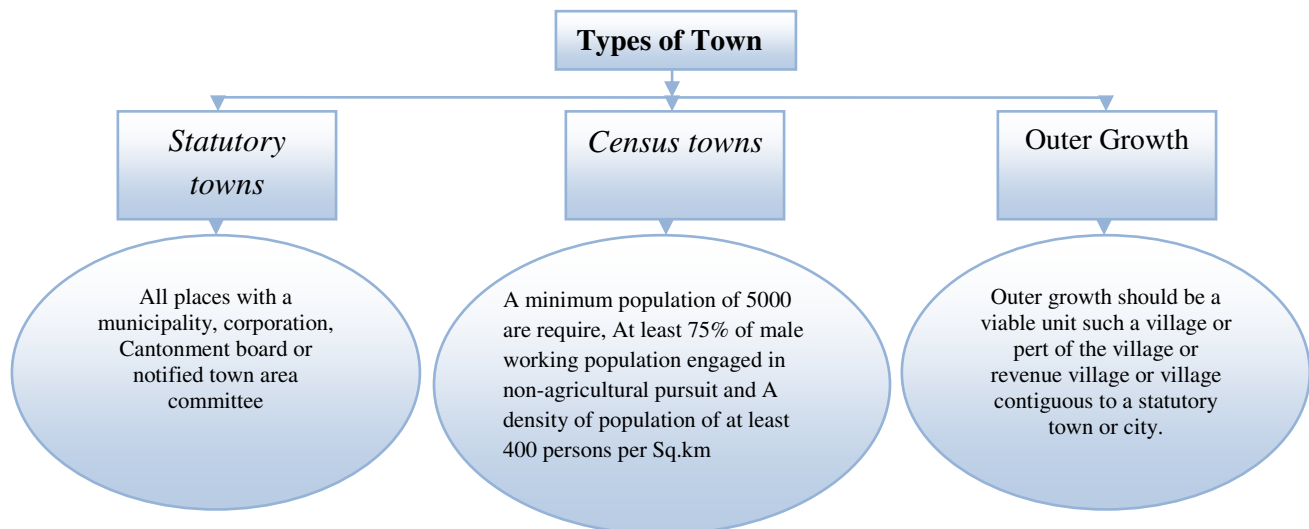 Types of Town
Statutory
towns
Census towns
Outer Growth
All places with a
municipality, corporation,
Cantonment board or
notified town area
committee
A minimum population of 5000
are require, At least 75% of male
working population engaged in
non-agricultural pursuit and A
density of population of at least
400 persons per Sq.km
Outer growth should be a
viable unit such a village or
pert of the village or
revenue village or village
contiguous to a statutory
town or city.